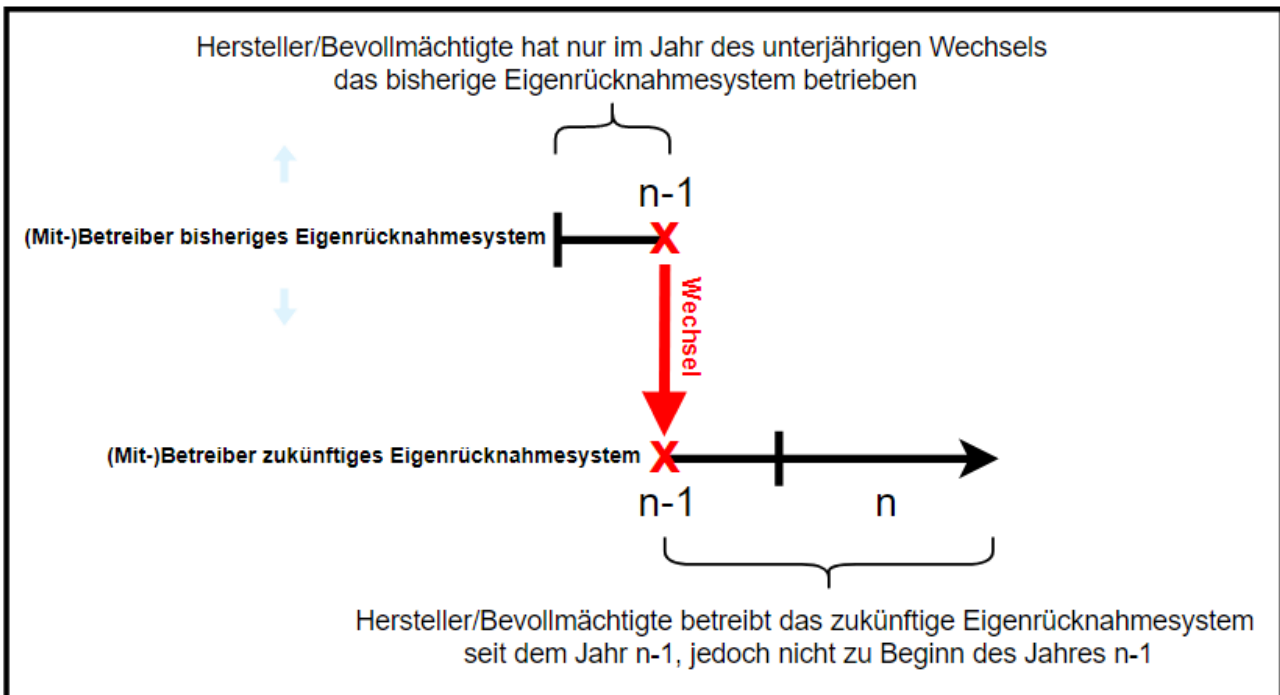 Hersteller/Bevollmächtigte hat nur im Jahr des unterjährigen Wechsels
das bisherige Eigenrücknahmesystem betrieben
n-1
(Mit-)Betreiber bisheriges Eigenrücknahmesystem
X
Wechsel
(Mit-)Betreiber zukünftiges Eigenrücknahmesystem
X
n-1
n
Hersteller/Bevollmächtigte betreibt das zukünftige Eigenrücknahmesystem
seit dem Jahr n-1, jedoch nicht zu Beginn des Jahres n-1